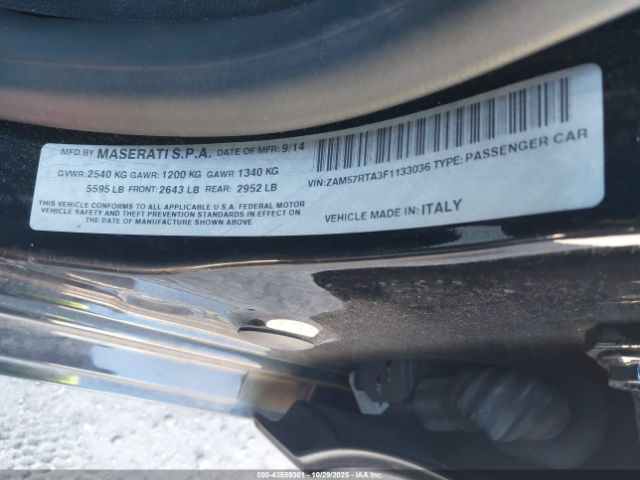 MFD BY MASERATI S.P.A. DATE OF MFR: 9/14
GVWR: 2540 KG GAWR: 1200 KG GAWR 1340 KG
5595 LB FRONT: 2643 LB REAR: 2952 LB
THIS VEHICLE CONFORMS TO ALL APPLICABLE U.S.A. FEDERAL MOTOR
VEHICLE SAFETY AND THEFT PREVENTION STANDARDS IN EFFECT ON
THE DATE OF MANUFACTURE SHOWN ABOVE.
VIN:ZAM57RTA3F1133036 TYPE: PASSENGER CAR
VEHICLE MADE IN: ITALY
000-43559301 - 10/29/2025 - IAA Inc.